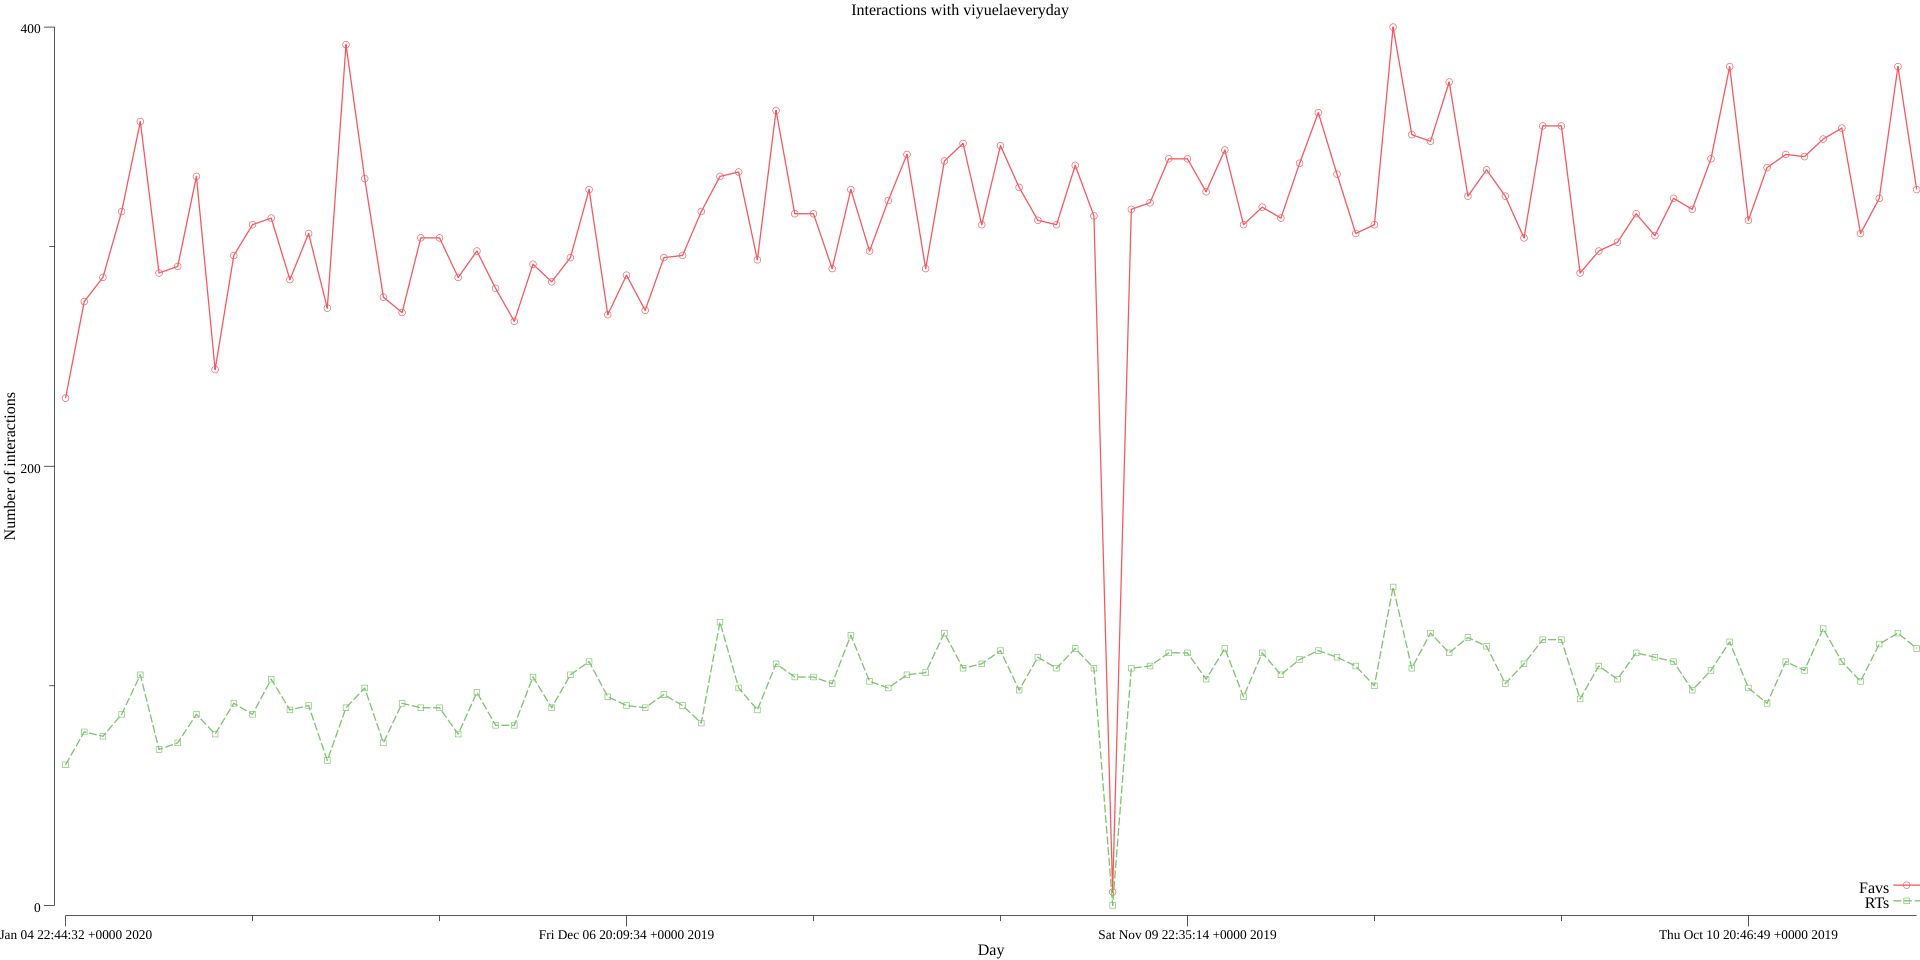 Interactions with viyuelaeveryday
400
200
0
Number of interactions
Favs
RTs
Jan 04 22:44:32 +0000 2020
Fri Dec 06 20:09:34 +0000 2019
Sat Nov 09 22:35:14 +0000 2019
Thu Oct 10 20:46:49 +0000 2019
Day